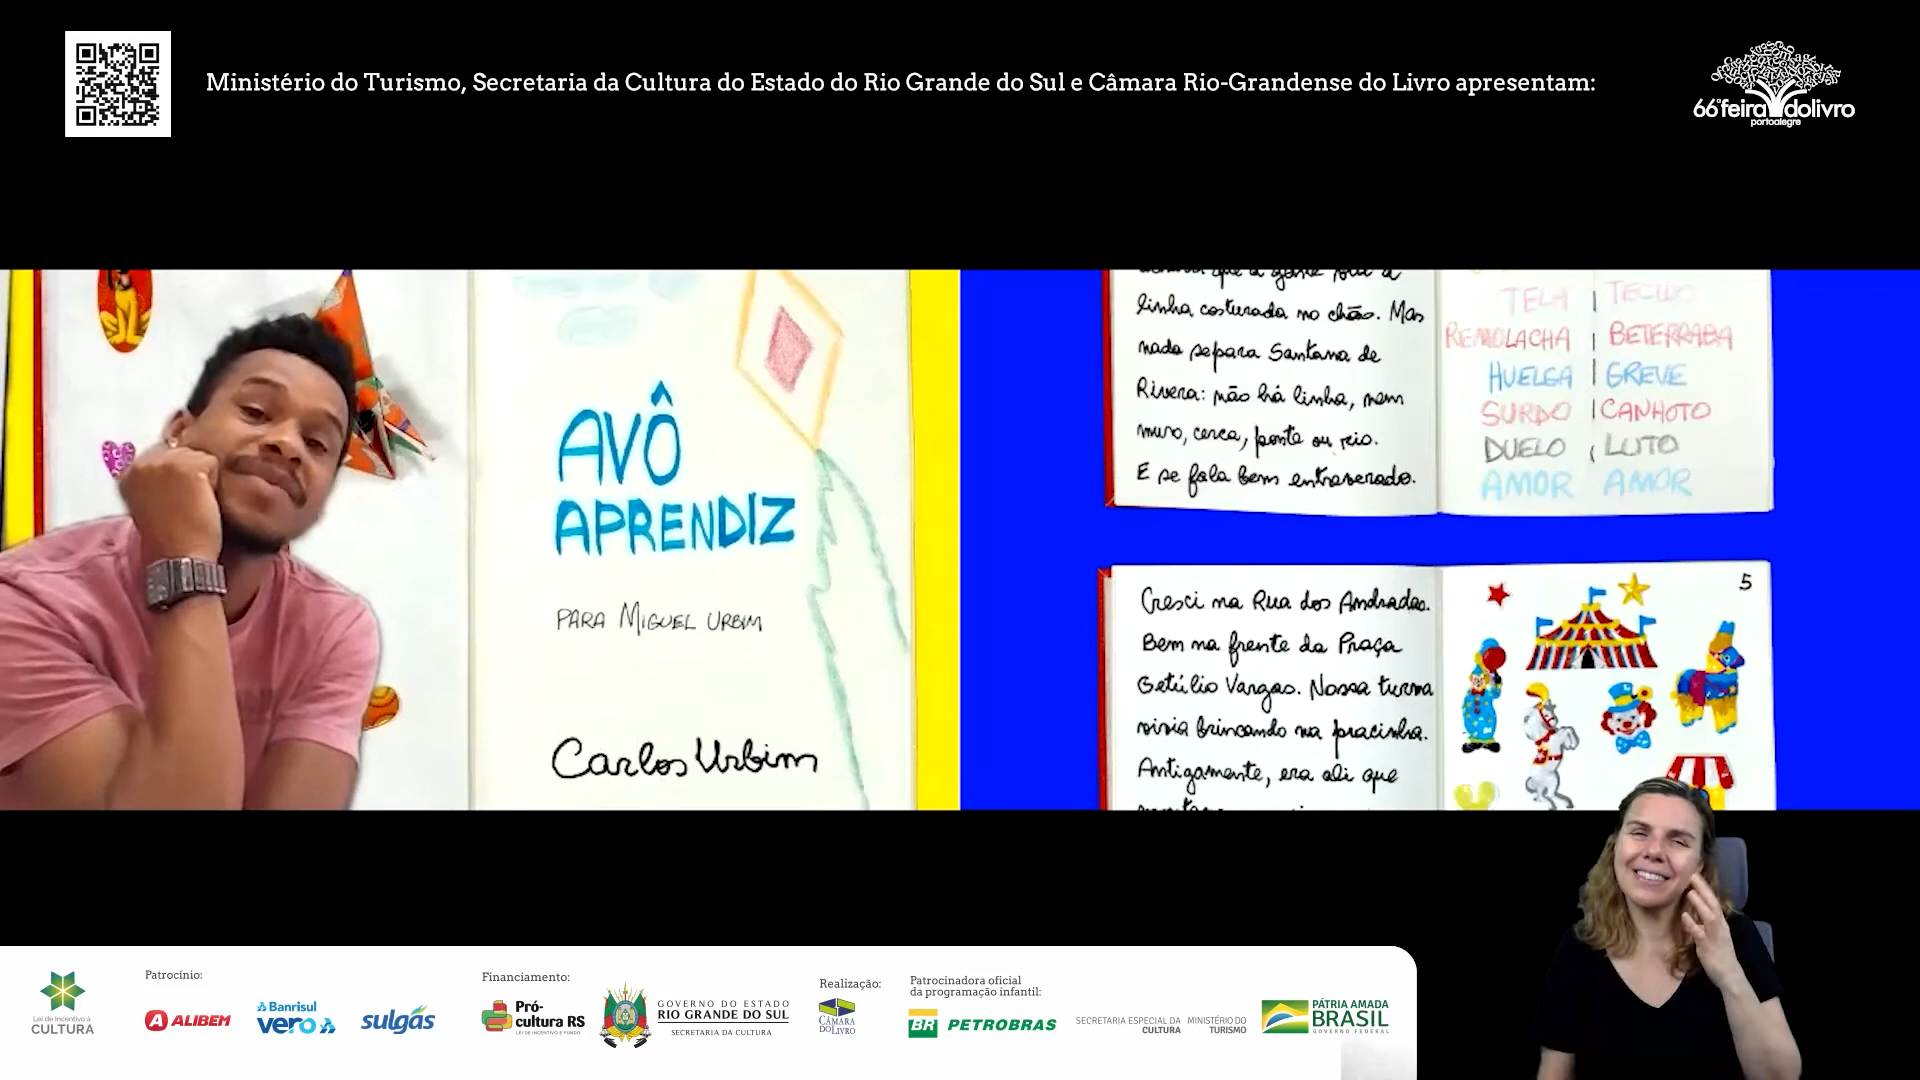 Ministério do Turismo, Secretaria da Cultura do Estado do Rio Grande do Sul e Câmara Rio-Grandense do Livro apresentam:
66ª feira do livro
porto alegre
AVÔ
APRENDIZ
PARA MIGUEL URBIM
Carlos Urbim
que a gente
linha costurada no chão. Mas
nada separa Santana de
Rivera: não há linha, nem
muro, cerca, ponte ou rio.
E se fala bem entreverado.
TELA | TECIDO
REMOLACHA | BETERRABA
HUELGA | GREVE
SURDO | CANHOTO
DUELO | LUTO
AMOR AMOR
5
Cresci na Rua dos Andradas.
Bem na frente da Praça
Getúlio Vargas. Nossa turma
vivia brincando na pracinha.
Antigamente, era ali que
Lei de Incentivo à
CULTURA
Patrocínio:
ALIBEM
Banrisul
vero
sulgás
Financiamento:
Pró-
cultura RS
LEI DE INCENTIVO E FUNDO
GOVERNO DO ESTADO
RIO GRANDE DO SUL
SECRETARIA DA CULTURA
Realização:
CÂMARA
DO LIVRO
Patrocinadora oficial
da programação infantil:
BR PETROBRAS
SECRETARIA ESPECIAL DA
CULTURA
MINISTÉRIO DO
TURISMO
PÁTRIA AMADA
BRASIL
GOVERNO FEDERAL